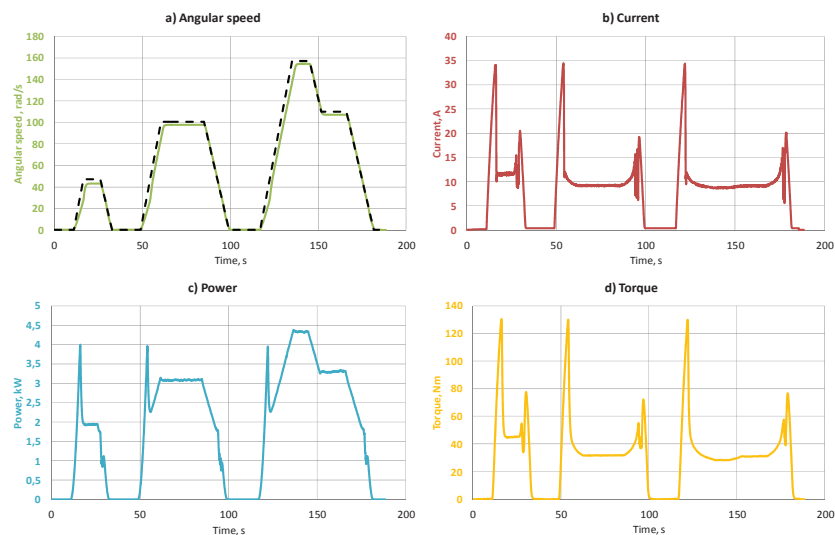 a) Angular speed
180
160
140
120
100
80
60
40
20
0
Angular speed, rad/s
0 50 100 150 200
Time, s
b) Current
40
35
30
25
20
15
10
5
0
Current, A
0 50 100 150 200
Time, s
c) Power
5
4,5
4
3,5
3
2,5
2
1,5
1
0,5
0
Power, kW
0 50 100 150 200
Time, s
d) Torque
140
120
100
80
60
40
20
0
Torque, Nm
0 50 100 150 200
Time, s